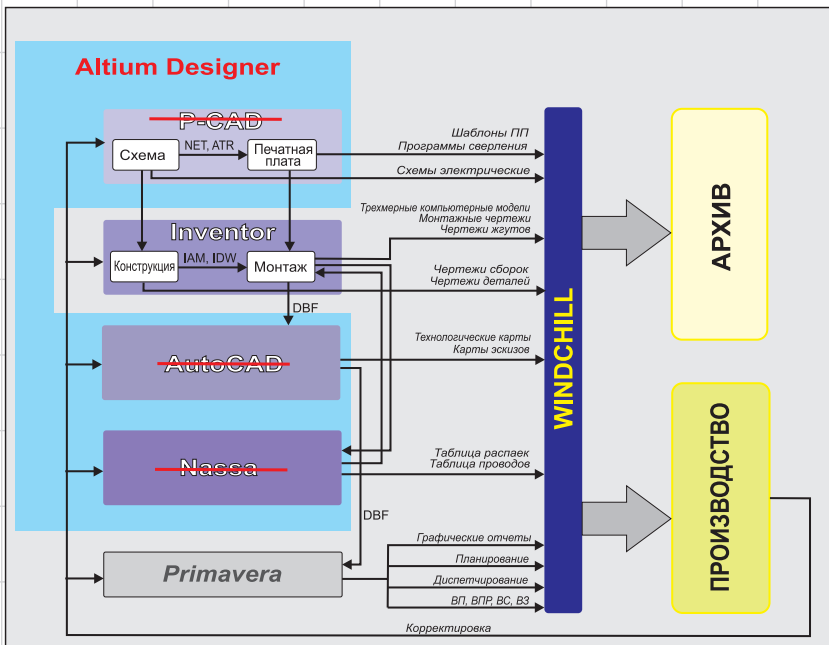 Altium Designer
P-CAD
Схема
NET, ATR
Печатная
плата
Шаблоны ПП
Программы сверления
Схемы электрические
Inventor
Конструкция
IAM, IDW
Монтаж
Трехмерные компьютерные модели
Монтажные чертежи
Чертежи жгутов
Чертежи сборок
Чертежи деталей
DBF
AutoCAD
Технологические карты
Карты эскизов
Nassa
Таблица распаек
Таблица проводов
DBF
Primavera
Графические отчеты
Планирование
Диспетчирование
ВП, ВПР, ВС, ВЗ
Корректировка
WINDCHILL
АРХИВ
ПРОИЗВОДСТВО